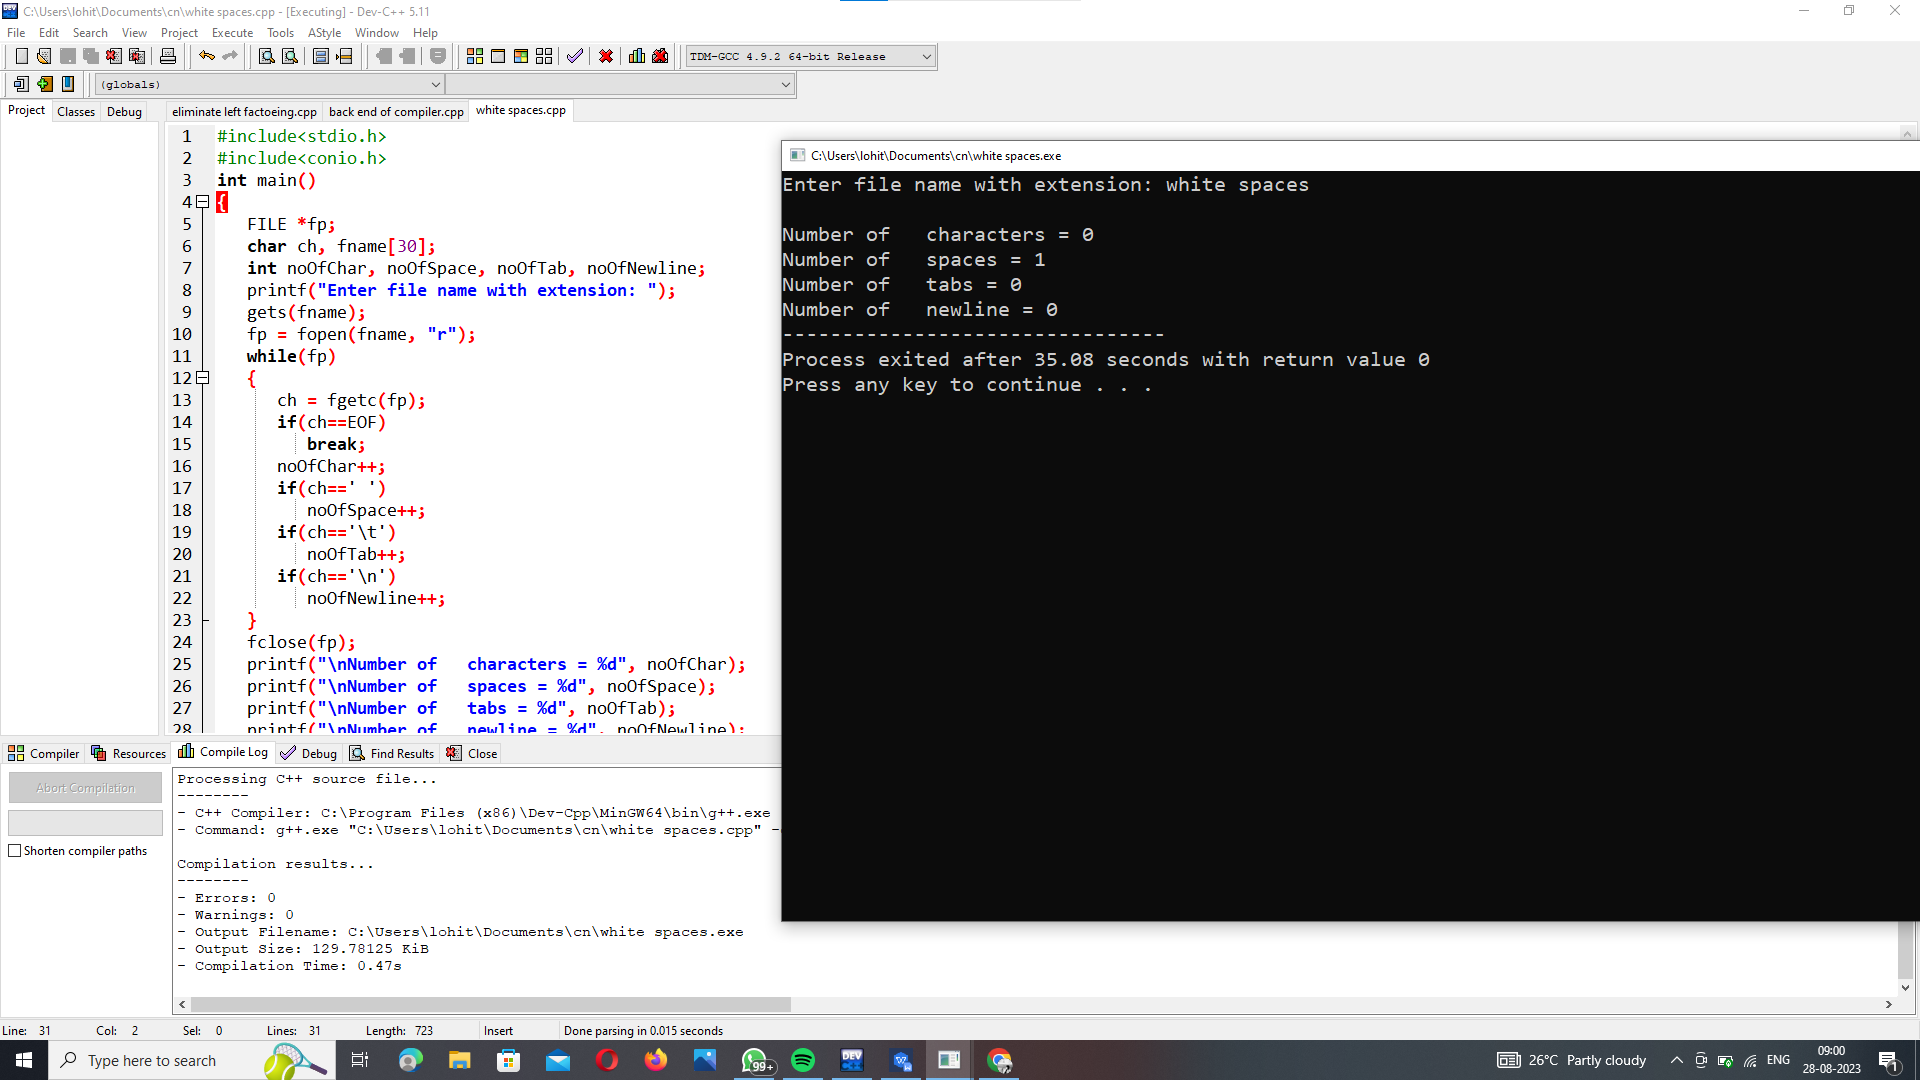 C:\Users\lohit\Documents\cn\white spaces.cpp - [Executing] - Dev-C++ 5.11
File Edit Search View Project Execute Tools AStyle Window Help
TDM-GCC 4.9.2 64-bit Release
(globals)
Project Classes Debug
eliminate left factoeing.cpp back end of compiler.cpp white spaces.cpp
1 #include<stdio.h>
2 #include<conio.h>
3 int main()
4 {
5 FILE *fp;
6 char ch, fname[30];
7 int noOfChar, noOfSpace, noOfTab, noOfNewline;
8 printf("Enter file name with extension: ");
9 gets(fname);
10 fp = fopen(fname, "r");
11 while(fp)
12 {
13 ch = fgetc(fp);
14 if(ch==EOF)
15 break;
16 noOfChar++;
17 if(ch==' ')
18 noOfSpace++;
19 if(ch=='\t')
20 noOfTab++;
21 if(ch=='\n')
22 noOfNewline++;
23 }
24 fclose(fp);
25 printf("\nNumber of   characters = %d", noOfChar);
26 printf("\nNumber of   spaces = %d", noOfSpace);
27 printf("\nNumber of   tabs = %d", noOfTab);
28 printf("\nNumber of   newline = %d", noOfNewline);
C:\Users\lohit\Documents\cn\white spaces.exe
Enter file name with extension: white spaces
Number of   characters = 0
Number of   spaces = 1
Number of   tabs = 0
Number of   newline = 0
--------------------------------
Process exited after 35.08 seconds with return value 0
Press any key to continue . . .
Compiler Resources Compile Log Debug Find Results Close
Abort Compilation
Shorten compiler paths
Processing C++ source file...
--------
- C++ Compiler: C:\Program Files (x86)\Dev-Cpp\MinGW64\bin\g++.exe
- Command: g++.exe "C:\Users\lohit\Documents\cn\white spaces.cpp" -
Compilation results...
--------
- Errors: 0
- Warnings: 0
- Output Filename: C:\Users\lohit\Documents\cn\white spaces.exe
- Output Size: 129.78125 KiB
- Compilation Time: 0.47s
Line: 31 Col: 2 Sel: 0 Lines: 31 Length: 723 Insert Done parsing in 0.015 seconds
Type here to search
99+
DEV
26°C Partly cloudy
ENG
09:00
28-08-2023
1